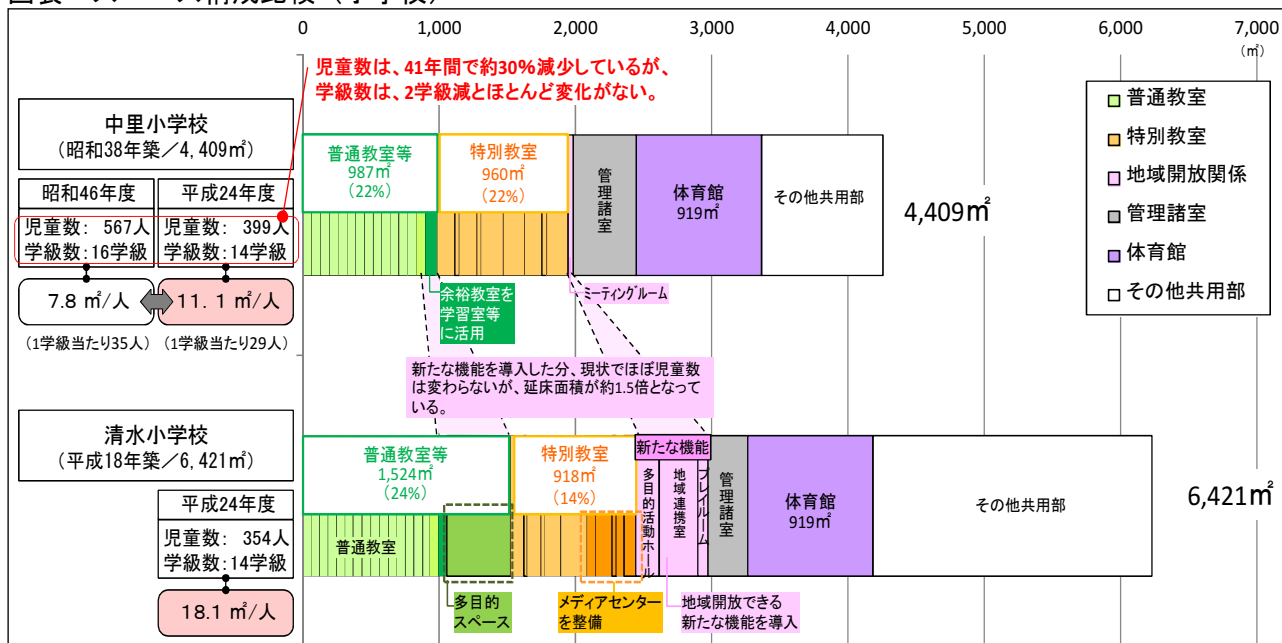 0
1,000
2,000
3,000
4,000
5,000
6,000
7,000
(㎡)
児童数は、41年間で約30%減少しているが、
学級数は、2学級減とほとんど変化がない。
普通教室
特別教室
地域開放関係
管理諸室
体育館
その他共用部
中里小学校
(昭和38年築／4,409㎡)
昭和46年度
平成24年度
児童数: 567人
学級数:16学級
児童数: 399人
学級数:14学級
7.8 ㎡/人
11.1 ㎡/人
(1学級当たり35人)
(1学級当たり29人)
普通教室等
987㎡
(22%)
特別教室
960㎡
(22%)
管理諸室
体育館
919㎡
その他共用部
4,409㎡
余裕教室を
学習室等
に活用
ミーティングルーム
新たな機能を導入した分、現状でほぼ児童数
は変わらないが、延床面積が約1.5倍となって
いる。
清水小学校
(平成18年築／6,421㎡)
平成24年度
児童数: 354人
学級数:14学級
18.1 ㎡/人
普通教室等
1,524㎡
(24%)
特別教室
918㎡
(14%)
新たな機能
多目的活動ホール
地域連携室
プレイルーム
管理諸室
体育館
919㎡
その他共用部
6,421㎡
普通教室
多目的
スペース
メディアセンター
を整備
地域開放できる
新たな機能を導入